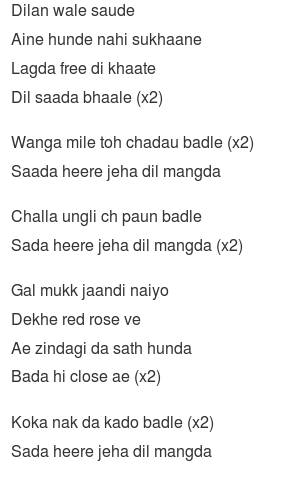 Dilan wale saude
Aine hunde nahi sukhaane
Lagda free di khaate
Dil saada bhaale (x2)
Wanga mile toh chadau badle (x2)
Saada heere jeha dil mangda
Challa ungli ch paun badle
Sada heere jeha dil mangda (x2)
Gal mukk jaandi naiyo
Dekhe red rose ve
Ae zindagi da sath hunda
Bada hi close ae (x2)
Koka nak da kado badle (x2)
Sada heere jeha dil mangda